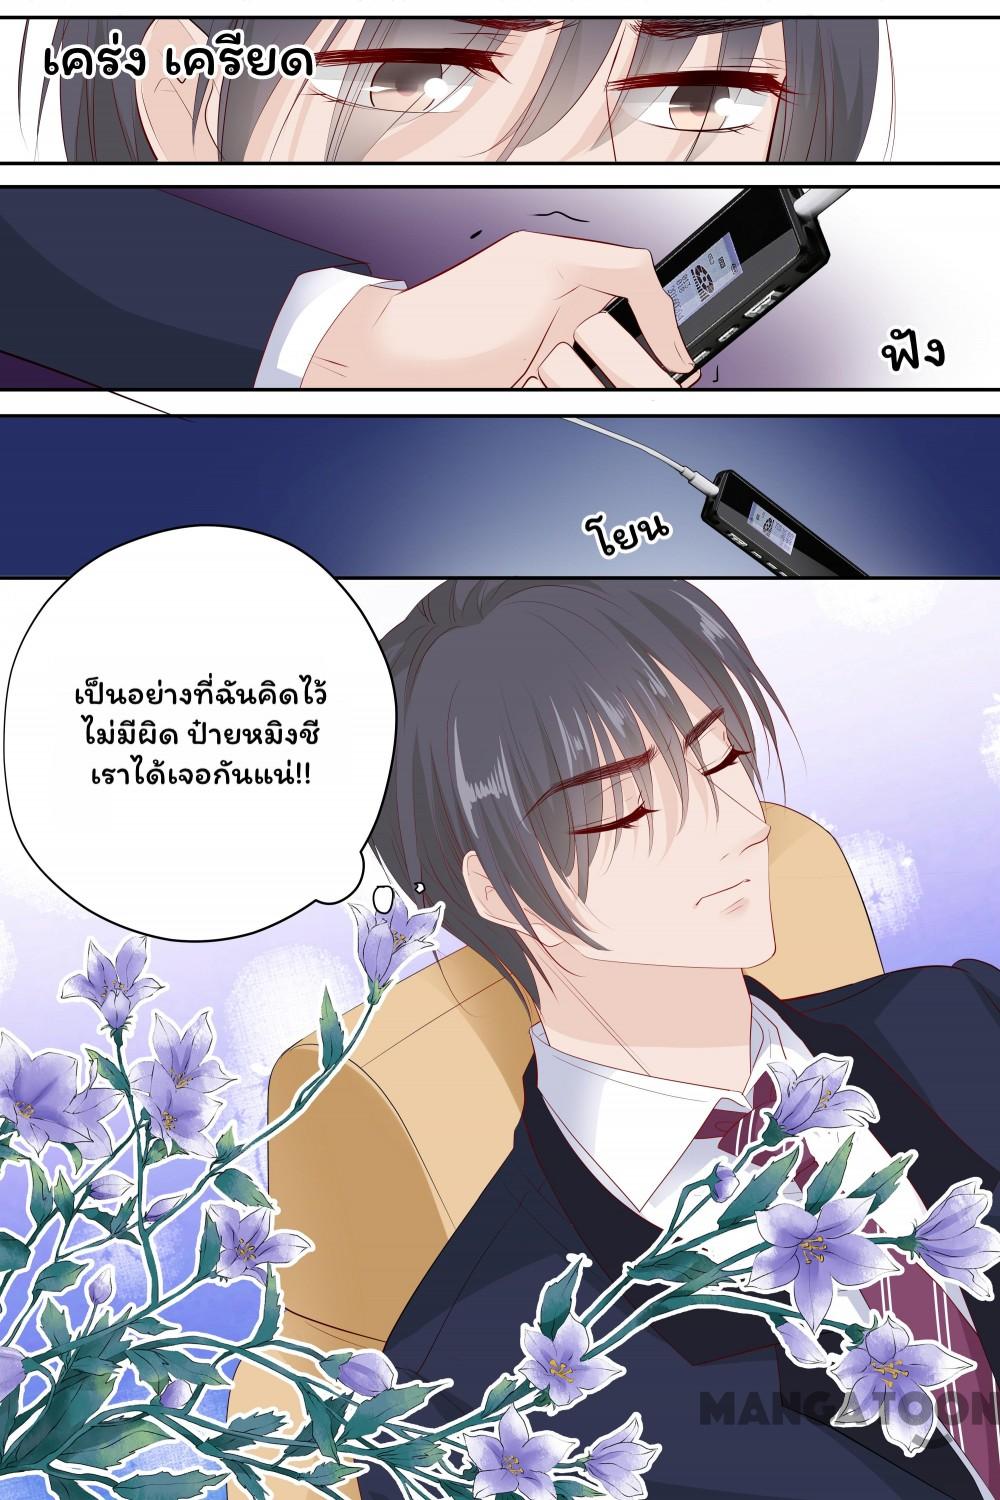 เคร่ง เครียด
ฟัง
โยน
เป็นอย่างที่ฉันคิดไว้
ไม่มีผิด ป๋ายหมิงชี
เราได้เจอกันแน่!!
MANGATOON